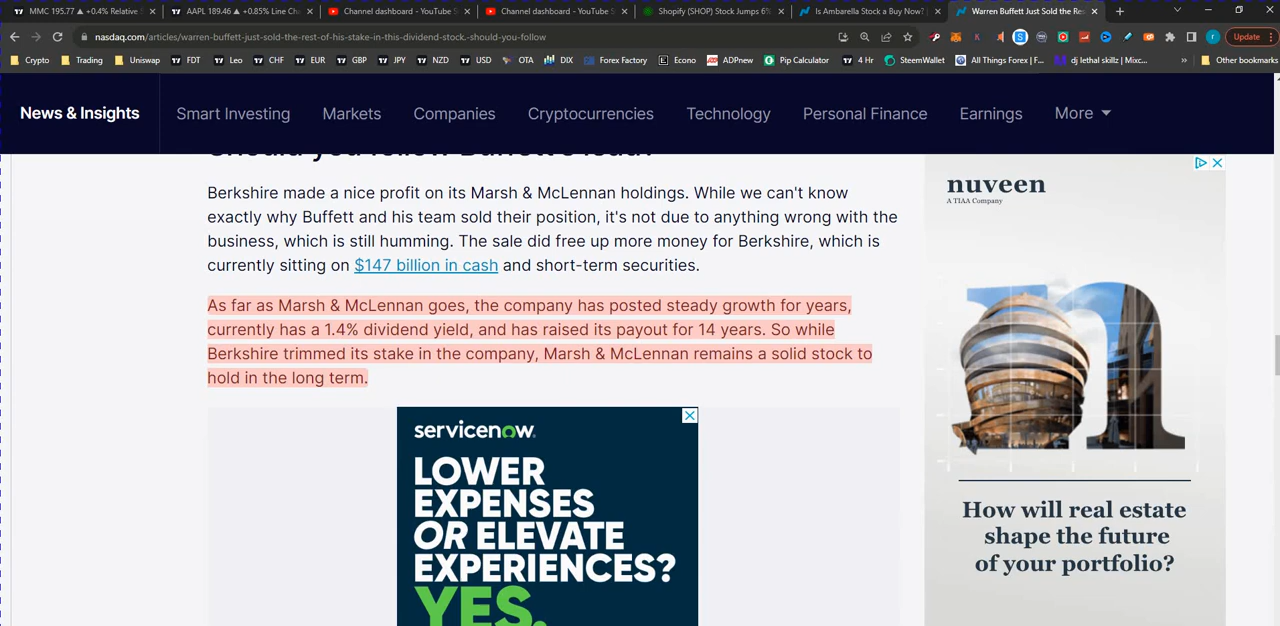 MMC 195.77 ▲ +0.4% Relative S
AAPL 189.46 ▲ +0.85% Line Cha
Channel dashboard - YouTube S
Channel dashboard - YouTube S
Shopify (SHOP) Stock Jumps 6%
Is Ambarella Stock a Buy Now? |
Warren Buffett Just Sold the Res
nasdaq.com/articles/warren-buffett-just-sold-the-rest-of-his-stake-in-this-dividend-stock.-should-you-follow
Update
Crypto Trading Uniswap FDT Leo CHF EUR GBP JPY NZD USD OTA DIX Forex Factory Econo ADPnew Pip Calculator 4 Hr SteemWallet All Things Forex | F... dj lethal skillz | Mixc... » Other bookmarks
News & Insights
Smart Investing Markets Companies Cryptocurrencies Technology Personal Finance Earnings More
Should you follow Buffett's lead?
Berkshire made a nice profit on its Marsh & McLennan holdings. While we can't know
exactly why Buffett and his team sold their position, it's not due to anything wrong with the
business, which is still humming. The sale did free up more money for Berkshire, which is
currently sitting on $147 billion in cash and short-term securities.
As far as Marsh & McLennan goes, the company has posted steady growth for years,
currently has a 1.4% dividend yield, and has raised its payout for 14 years. So while
Berkshire trimmed its stake in the company, Marsh & McLennan remains a solid stock to
hold in the long term.
servicenow.
LOWER
EXPENSES
OR ELEVATE
EXPERIENCES?
YES.
nuveen
A TIAA Company
n
How will real estate
shape the future
of your portfolio?